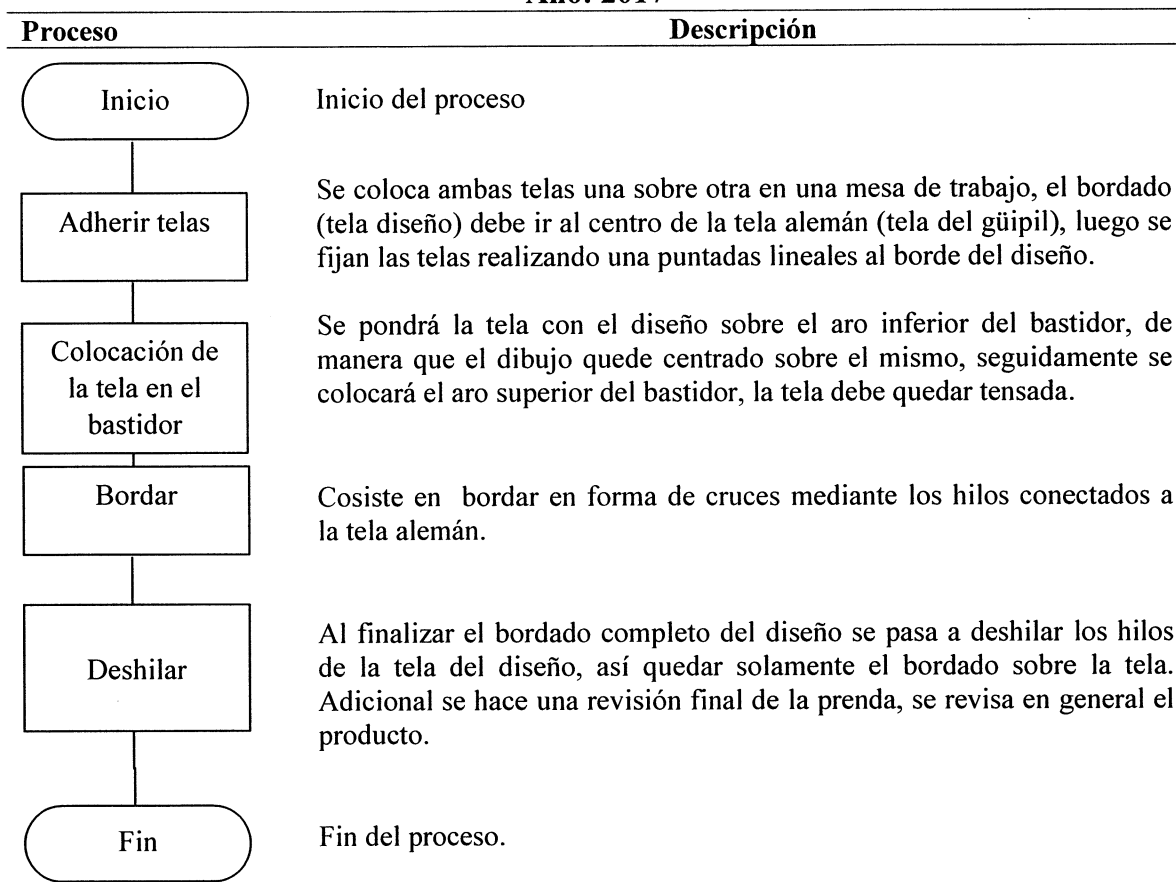 Año: 2017
Proceso Descripción
Inicio Inicio del proceso
Adherir telas
Se coloca ambas telas una sobre otra en una mesa de trabajo, el bordado
(tela diseño) debe ir al centro de la tela alemán (tela del güipil), luego se
fijan las telas realizando una puntadas lineales al borde del diseño.
Colocación de
la tela en el
bastidor
Se pondrá la tela con el diseño sobre el aro inferior del bastidor, de
manera que el dibujo quede centrado sobre el mismo, seguidamente se
colocará el aro superior del bastidor, la tela debe quedar tensada.
Bordar
Cosiste en bordar en forma de cruces mediante los hilos conectados a
la tela alemán.
Deshilar
Al finalizar el bordado completo del diseño se pasa a deshilar los hilos
de la tela del diseño, así quedar solamente el bordado sobre la tela.
Adicional se hace una revisión final de la prenda, se revisa en general el
producto.
Fin Fin del proceso.